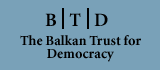 B|T|D
The Balkan Trust for
Democracy